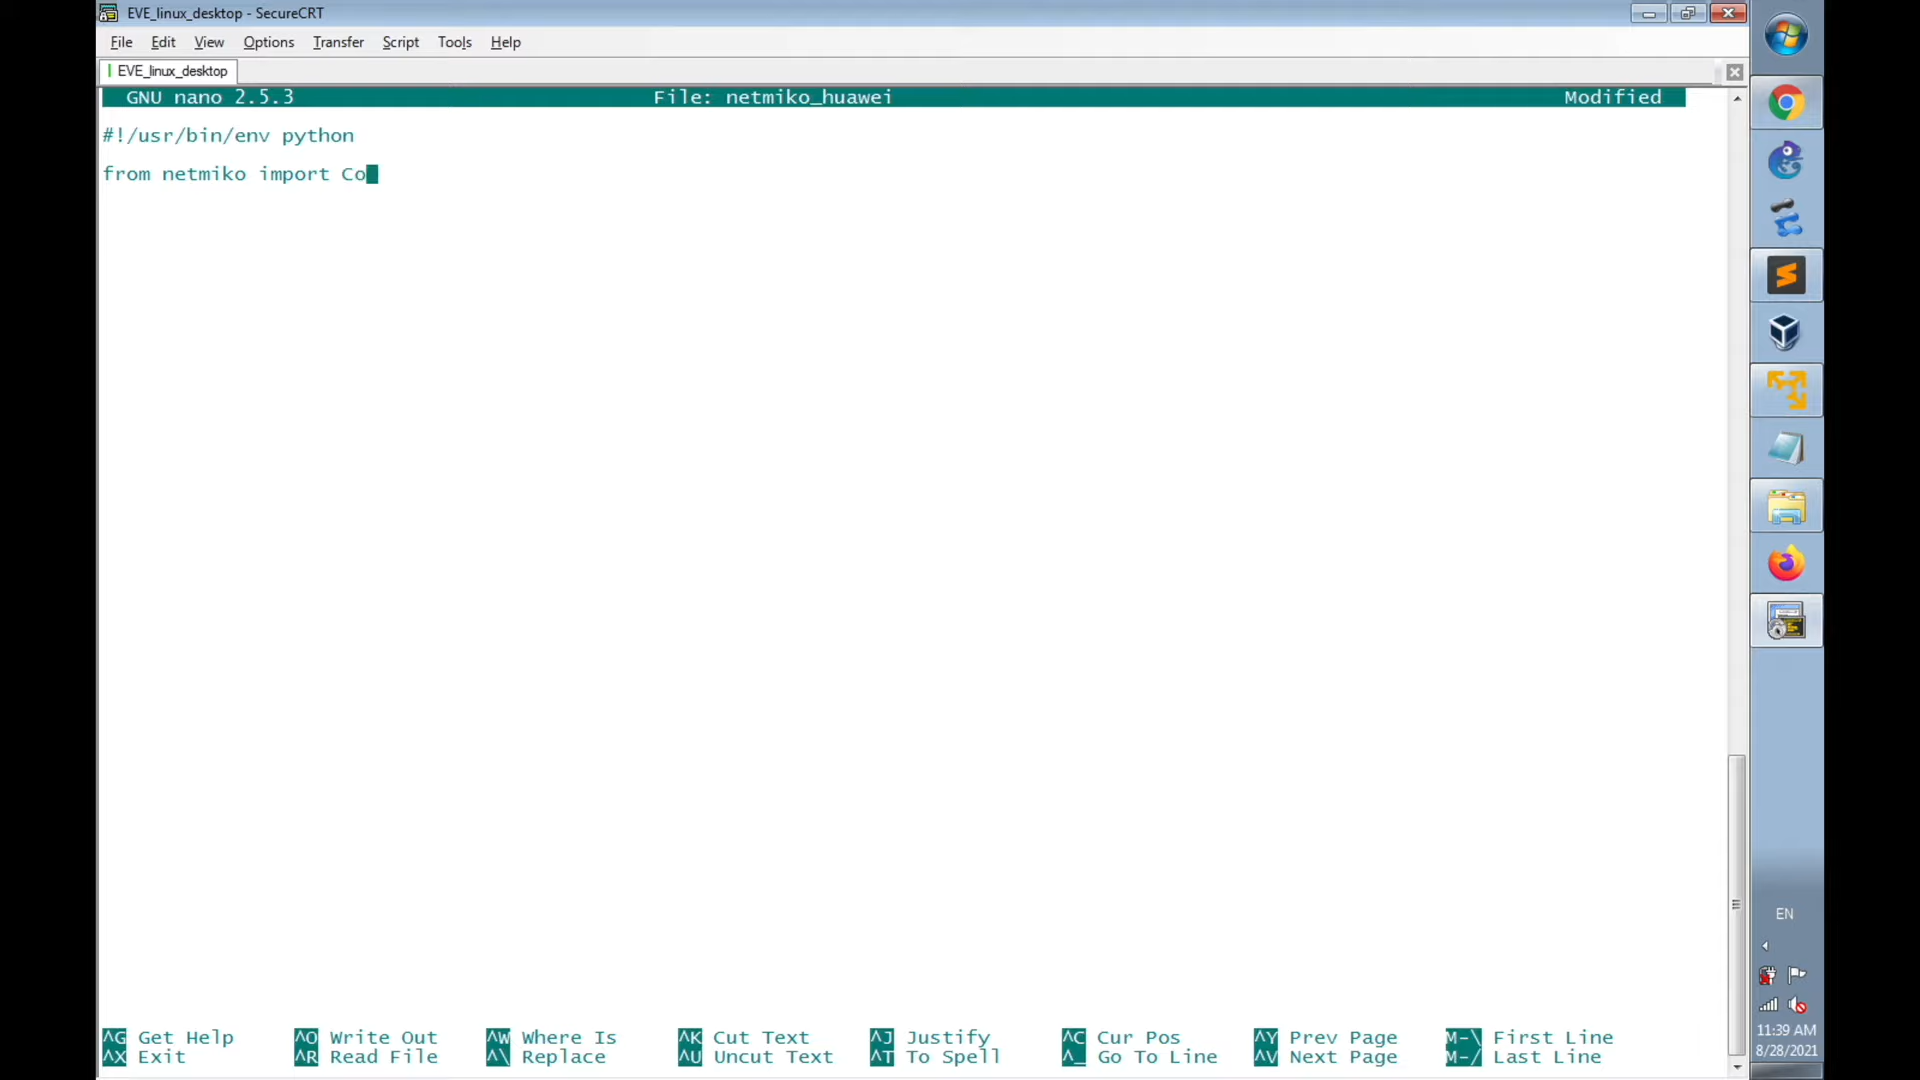 EVE_linux_desktop - SecureCRT
File Edit View Options Transfer Script Tools Help
EVE_linux_desktop
GNU nano 2.5.3 File: netmiko_huawei Modified
#!/usr/bin/env python
from netmiko import Co
^G Get Help ^O Write Out ^W Where Is ^K Cut Text ^J Justify ^C Cur Pos ^Y Prev Page M-\ First Line
^X Exit ^R Read File ^\ Replace ^U Uncut Text ^T To Spell ^_ Go To Line ^V Next Page M-/ Last Line
EN
11:39 AM
8/28/2021